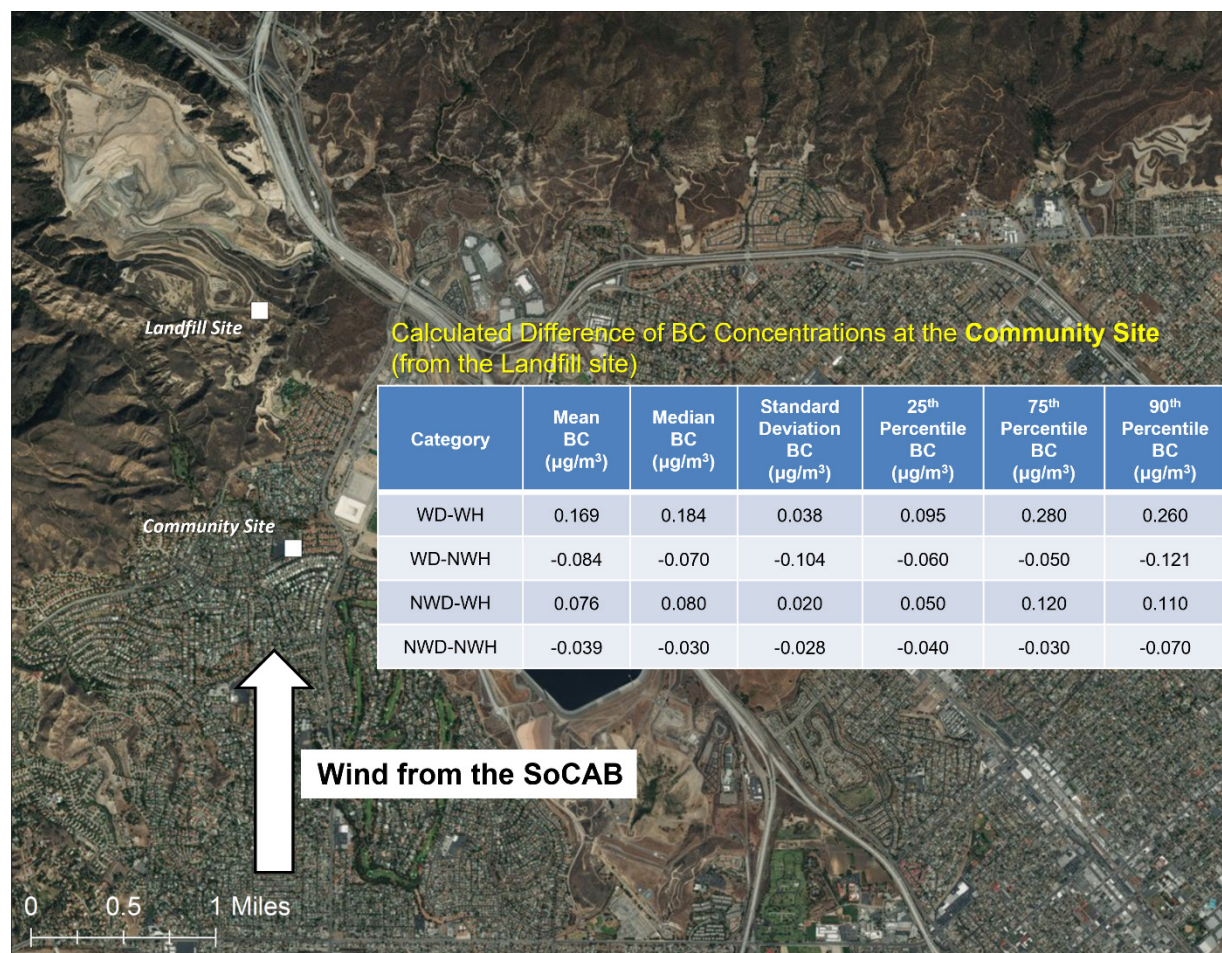 Landfill Site
Calculated Difference of BC Concentrations at the Community Site
(from the Landfill site)
Category Mean BC (µg/m³) Median BC (µg/m³) Standard Deviation BC (µg/m³) 25th Percentile BC (µg/m³) 75th Percentile BC (µg/m³) 90th Percentile BC (µg/m³)
WD-WH 0.169 0.184 0.038 0.095 0.280 0.260
WD-NWH -0.084 -0.070 -0.104 -0.060 -0.050 -0.121
NWD-WH 0.076 0.080 0.020 0.050 0.120 0.110
NWD-NWH -0.039 -0.030 -0.028 -0.040 -0.030 -0.070
Community Site
Wind from the SoCAB
0 0.5 1 Miles